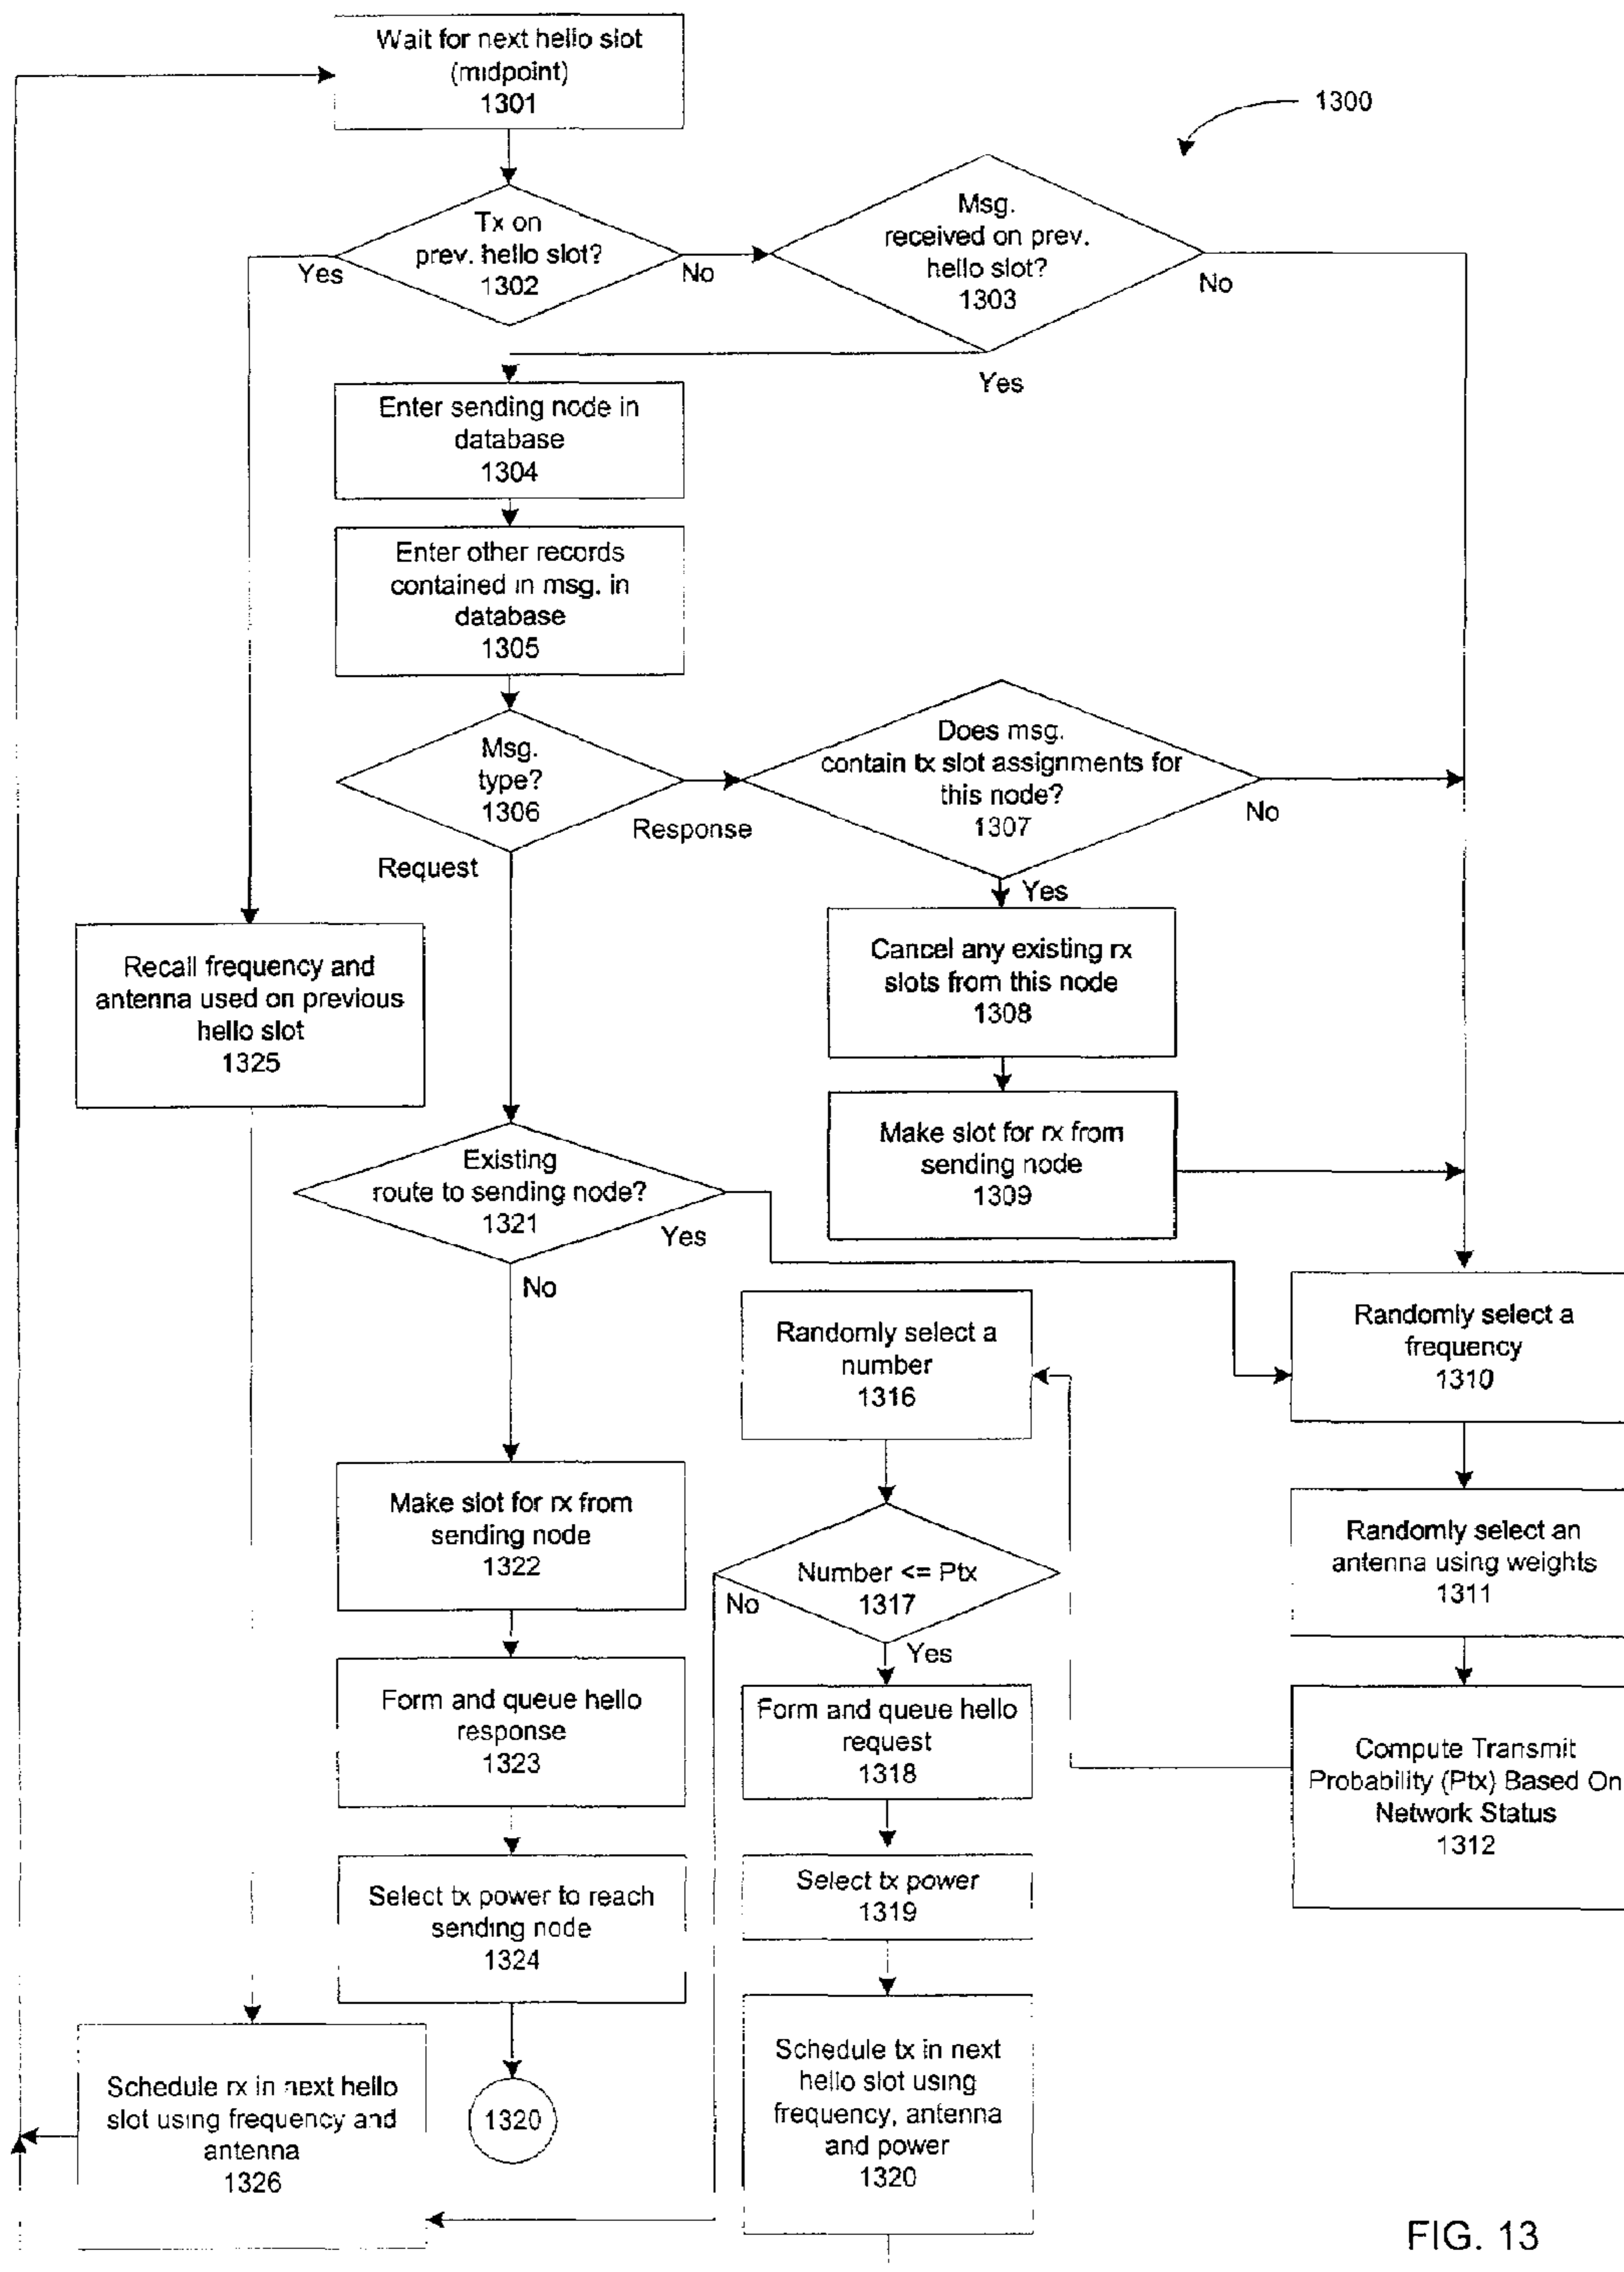 Wait for next hello slot
(midpoint)
1301
1300
Tx on
prev. hello slot?
1302
Yes
No
Msg.
received on prev.
hello slot?
1303
No
Yes
Enter sending node in
database
1304
Enter other records
contained in msg. in
database
1305
Msg.
type?
1306
Response
Request
Does msg.
contain tx slot assignments for
this node?
1307
No
Yes
Cancel any existing rx
slots from this node
1308
Recall frequency and
antenna used on previous
hello slot
1325
Make slot for rx from
sending node
1309
Existing
route to sending node?
1321
Yes
No
Randomly select a
number
1316
Randomly select a
frequency
1310
Make slot for rx from
sending node
1322
Number <= Ptx
1317
No
Yes
Randomly select an
antenna using weights
1311
Form and queue hello
response
1323
Form and queue hello
request
1318
Compute Transmit
Probability (Ptx) Based On
Network Status
1312
Select tx power to reach
sending node
1324
Select tx power
1319
Schedule rx in next hello
slot using frequency and
antenna
1326
1320
Schedule tx in next
hello slot using
frequency, antenna
and power
1320
FIG. 13